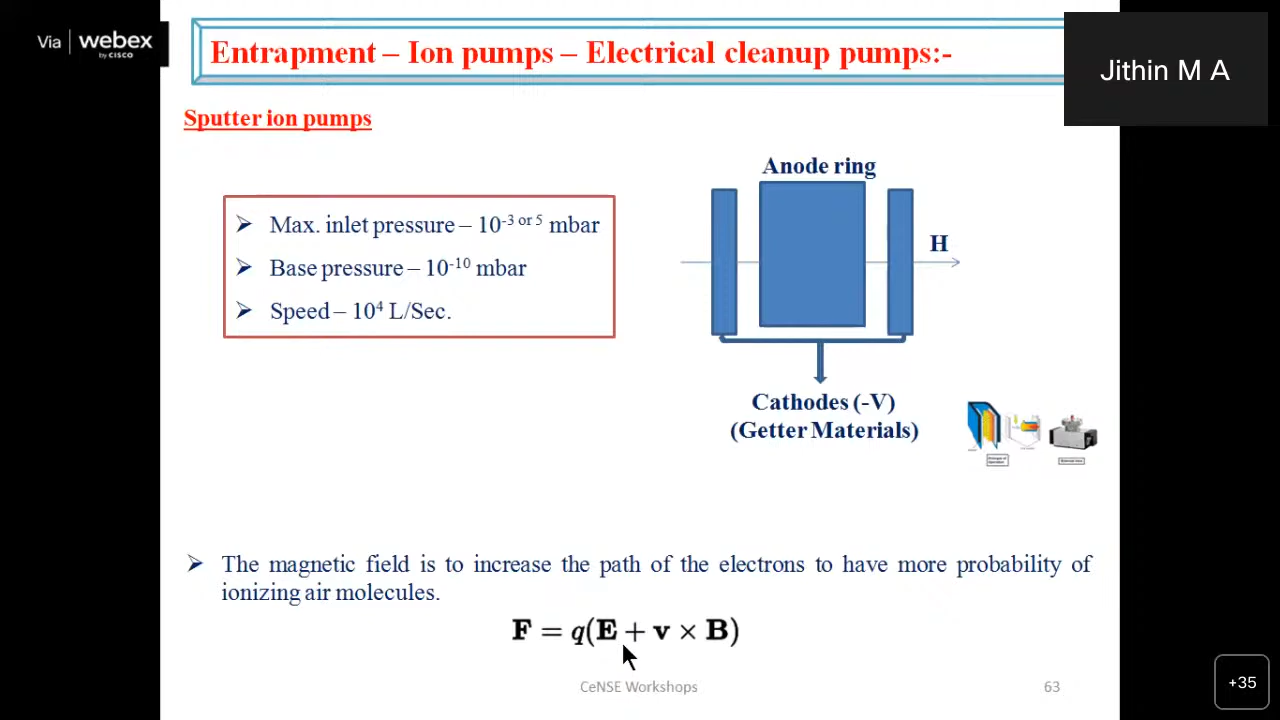 Via | webex
by CISCO
Entrapment – Ion pumps – Electrical cleanup pumps:-
Jithin M A
Sputter ion pumps
Anode ring
➢ Max. inlet pressure – 10⁻³ ᵒʳ ⁵ mbar
➢ Base pressure – 10⁻¹⁰ mbar
➢ Speed – 10⁴ L/Sec.
H
Cathodes (-V)
(Getter Materials)
➢ The magnetic field is to increase the path of the electrons to have more probability of
ionizing air molecules.
F = q(E + v × B)
CeNSE Workshops
63
+35